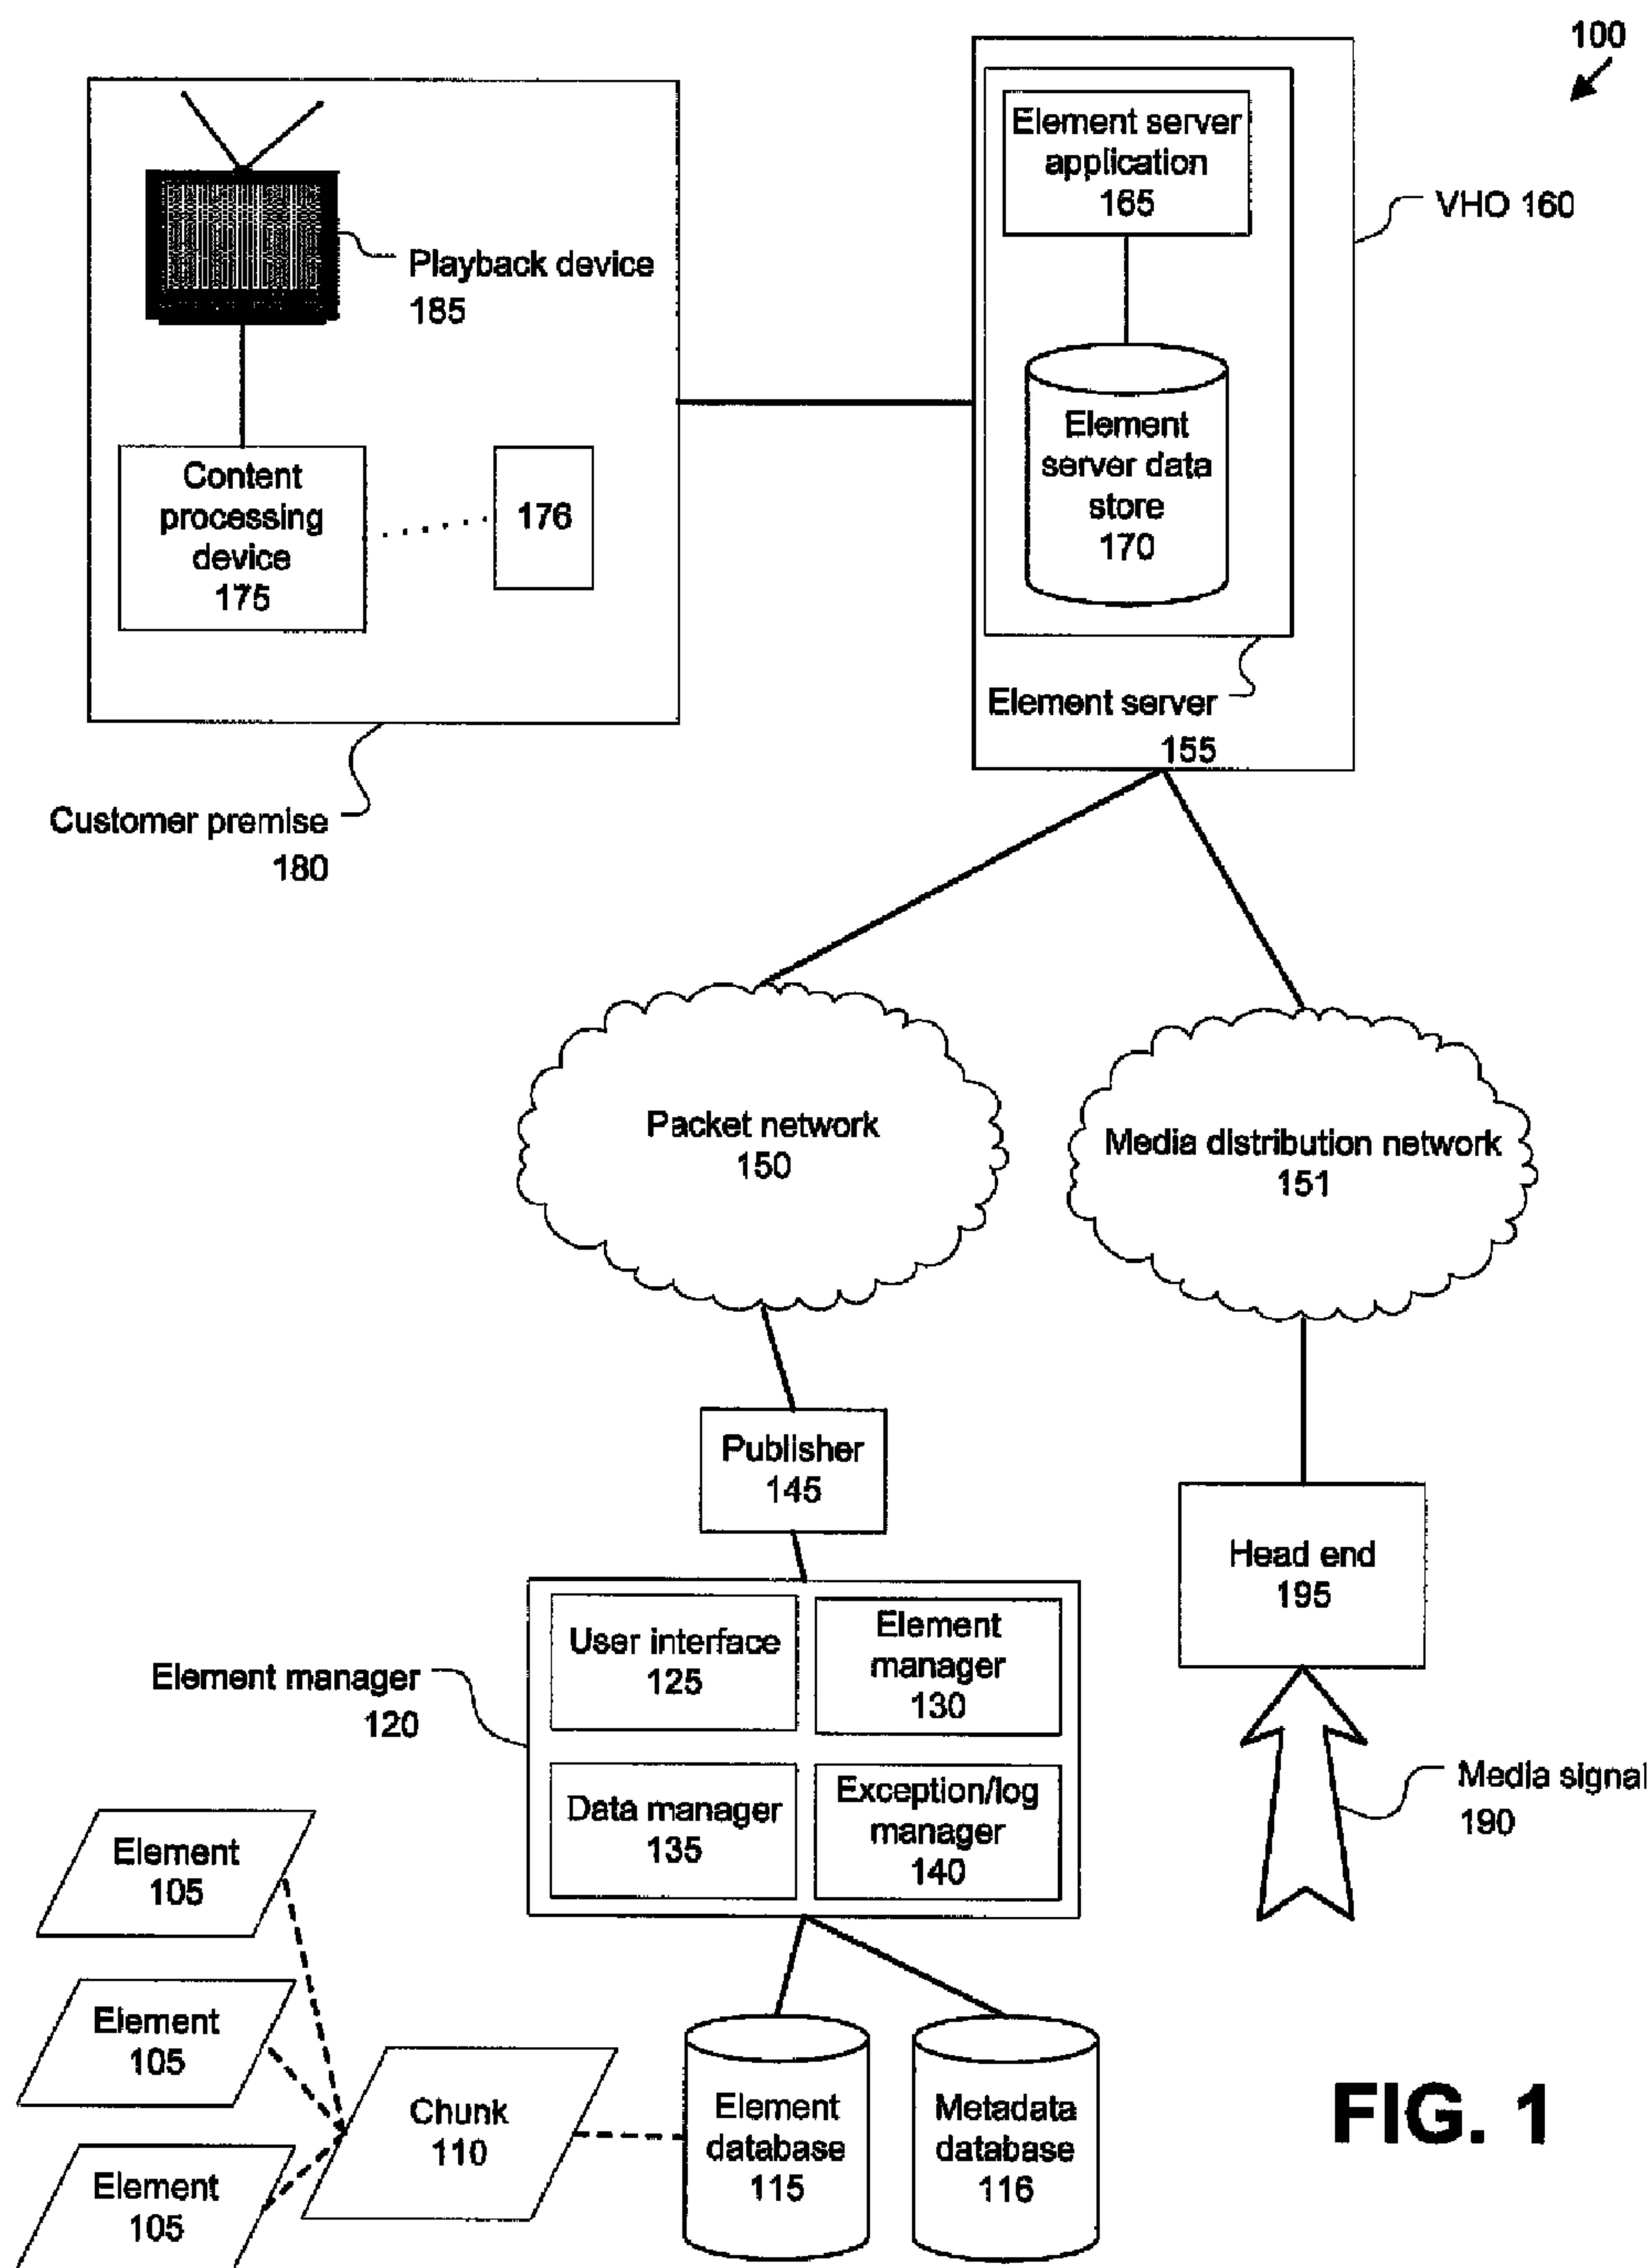 100
Element server
application
165
VHO 160
Playback device
185
Element
server data
store
170
Content
processing
device
175
176
Element server
155
Customer premise
180
Packet network
150
Media distribution network
151
Publisher
145
Head end
195
User interface
125
Element
manager
130
Element manager
120
Data manager
135
Exception/log
manager
140
Media signal
190
Element
105
Element
105
Element
105
Chunk
110
Element
database
115
Metadata
database
116
FIG. 1